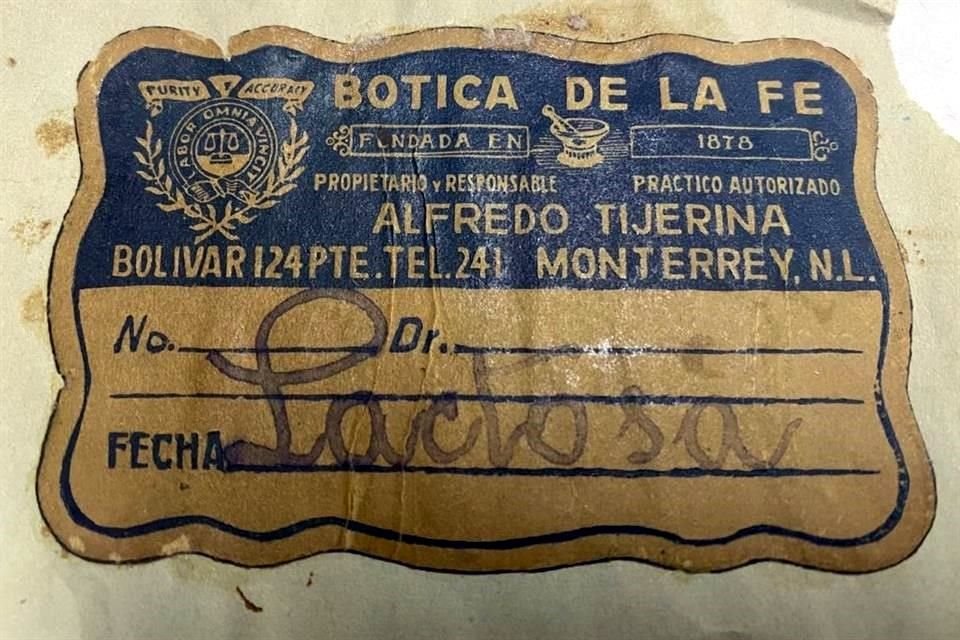 PURITY Y ACCURACY
LABOR OMNIA VINCIT
BOTICA DE LA FE
FUNDADA EN 1878
PROPIETARIO Y RESPONSABLE PRACTICO AUTORIZADO
ALFREDO TIJERINA
BOLIVAR 124 PTE. TEL. 241 MONTERREY, N.L.
No. Dr.
Lactosa
FECHA